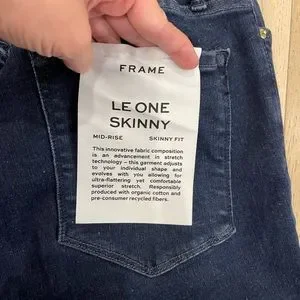 FRAME
LE ONE
SKINNY
MID-RISE SKINNY FIT
This innovative fabric composition
is an advancement in stretch
technology – this garment adjusts
to your individual shape and
evolves with you allowing for
ultra-flattering yet comfortable
superior stretch. Responsibly
produced with organic cotton and
pre-consumer recycled fibers.